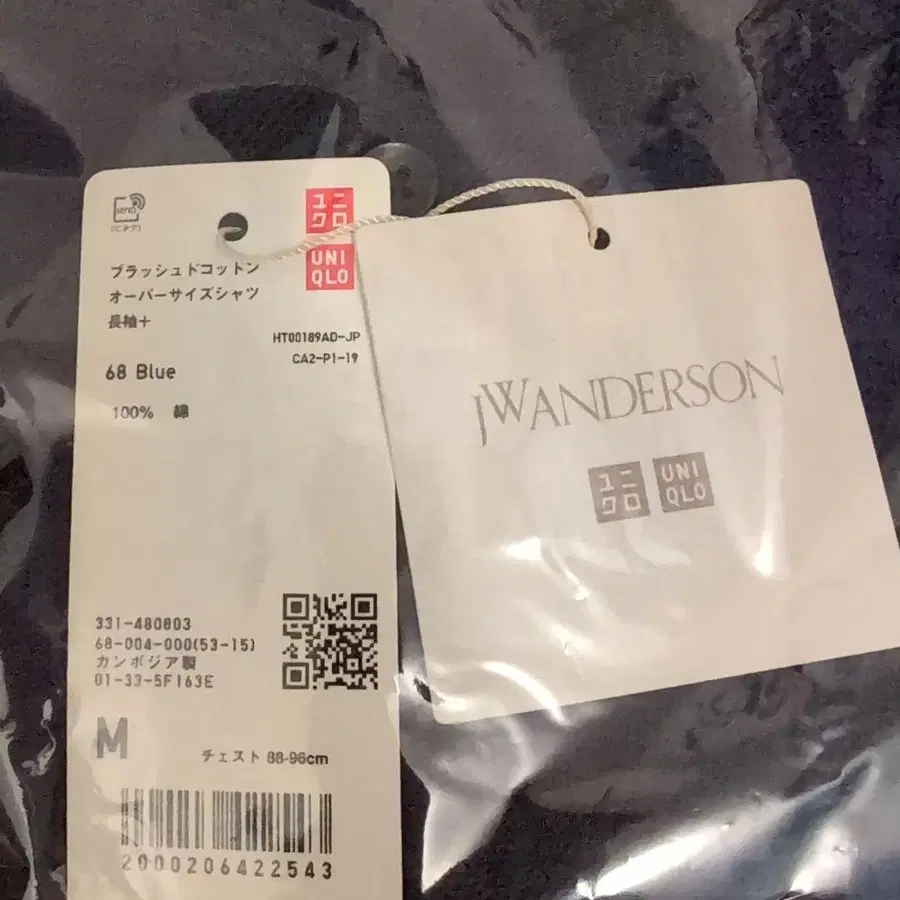 ユニ
クロ
UNI
QLO
ブラッシュドコットン
オーバーサイズシャツ
長袖+
HT00189AD-JP
CA2-P1-19
68 Blue
100% 綿
331-480803
68-004-000(53-15)
カンボジア製
01-33-5F163E
M
チェスト 88-96cm
2000206422543
JWANDERSON
ユニ
クロ
UNI
QLO